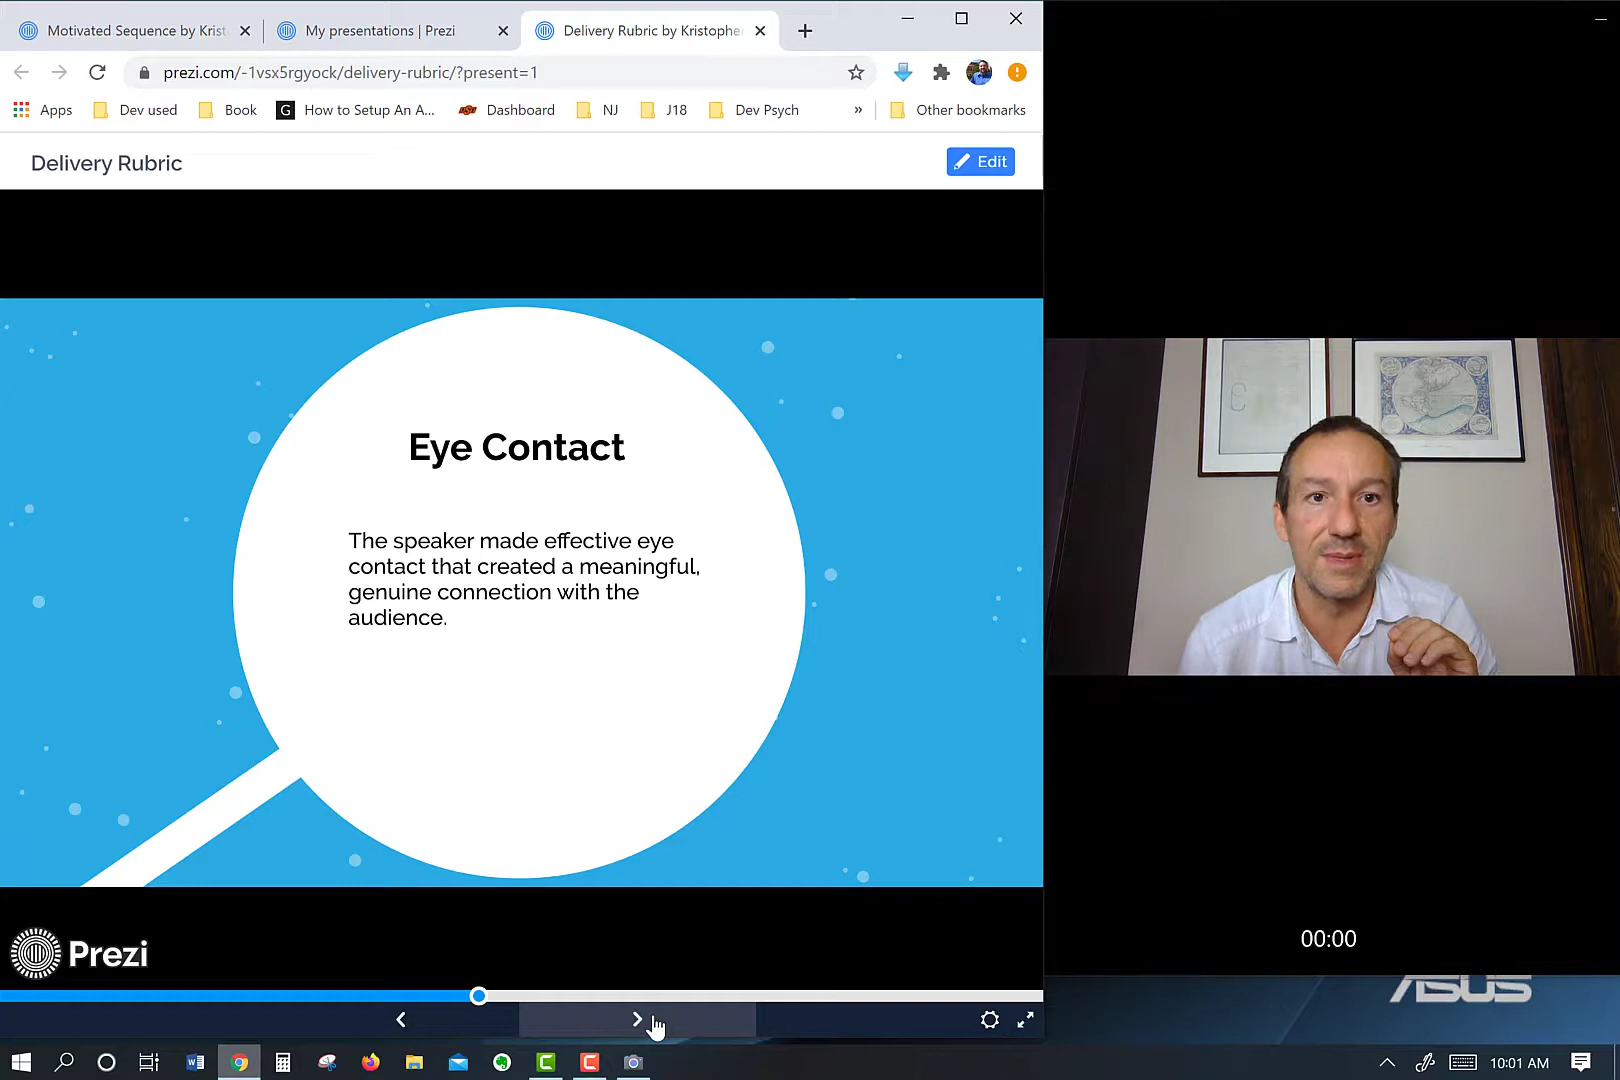 Motivated Sequence by Krist
My presentations | Prezi
Delivery Rubric by Kristophe
prezi.com/-1vsx5rgyock/delivery-rubric/?present=1
Apps
Dev used
Book
G
How to Setup An A...
Dashboard
NJ
J18
Dev Psych
»
Other bookmarks
Delivery Rubric
Edit
Eye Contact
The speaker made effective eye
contact that created a meaningful,
genuine connection with the
audience.
Prezi
00:00
ASUS
10:01 AM